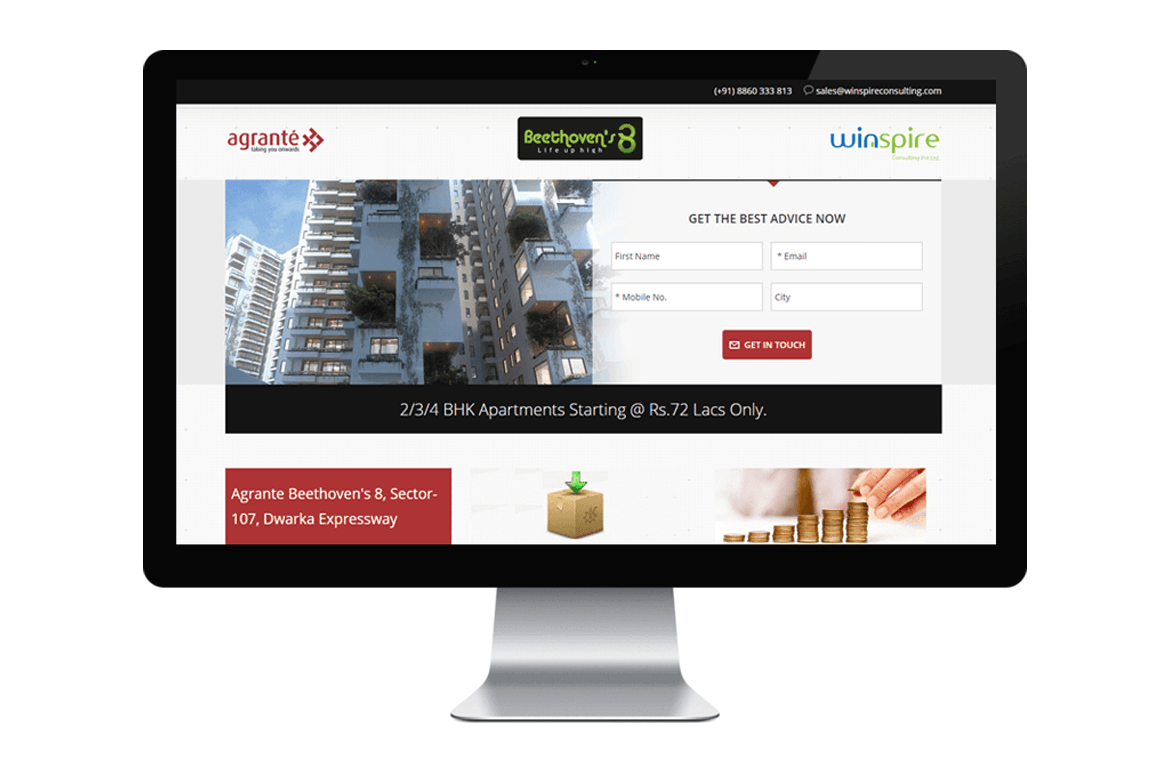 (+91) 8860 333 813 sales@winspireconsulting.com
agranté
taking you onwards
Beethoven's 8
Life up high
winspire
Consulting Pvt Ltd.
GET THE BEST ADVICE NOW
First Name
* Email
* Mobile No.
City
GET IN TOUCH
2/3/4 BHK Apartments Starting @ Rs.72 Lacs Only.
Agrante Beethoven's 8, Sector-
107, Dwarka Expressway